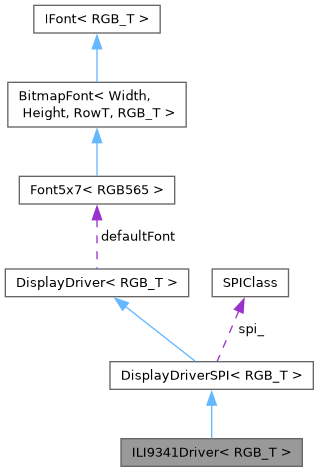 IFont< RGB_T >
BitmapFont< Width,
Height, RowT, RGB_T >
Font5x7< RGB565 >
defaultFont
DisplayDriver< RGB_T >
SPIClass
spi_
DisplayDriverSPI< RGB_T >
ILI9341Driver< RGB_T >